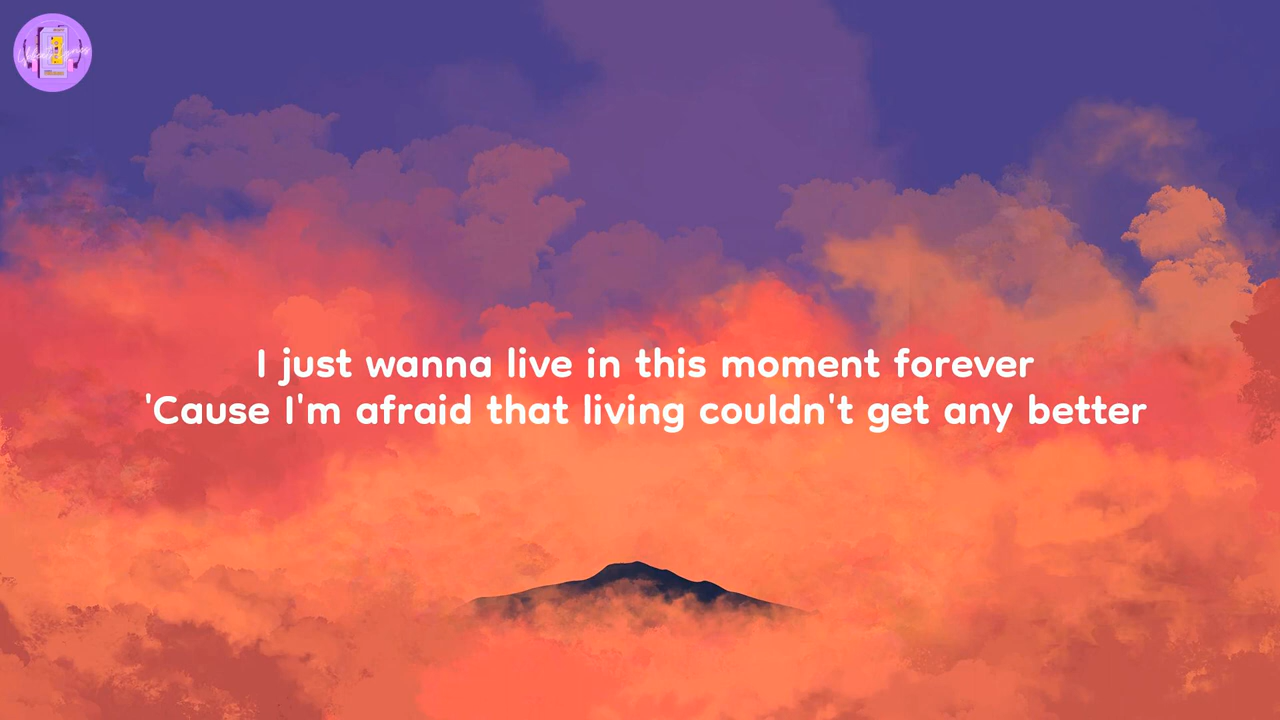 I just wanna live in this moment forever
'Cause I'm afraid that living couldn't get any better